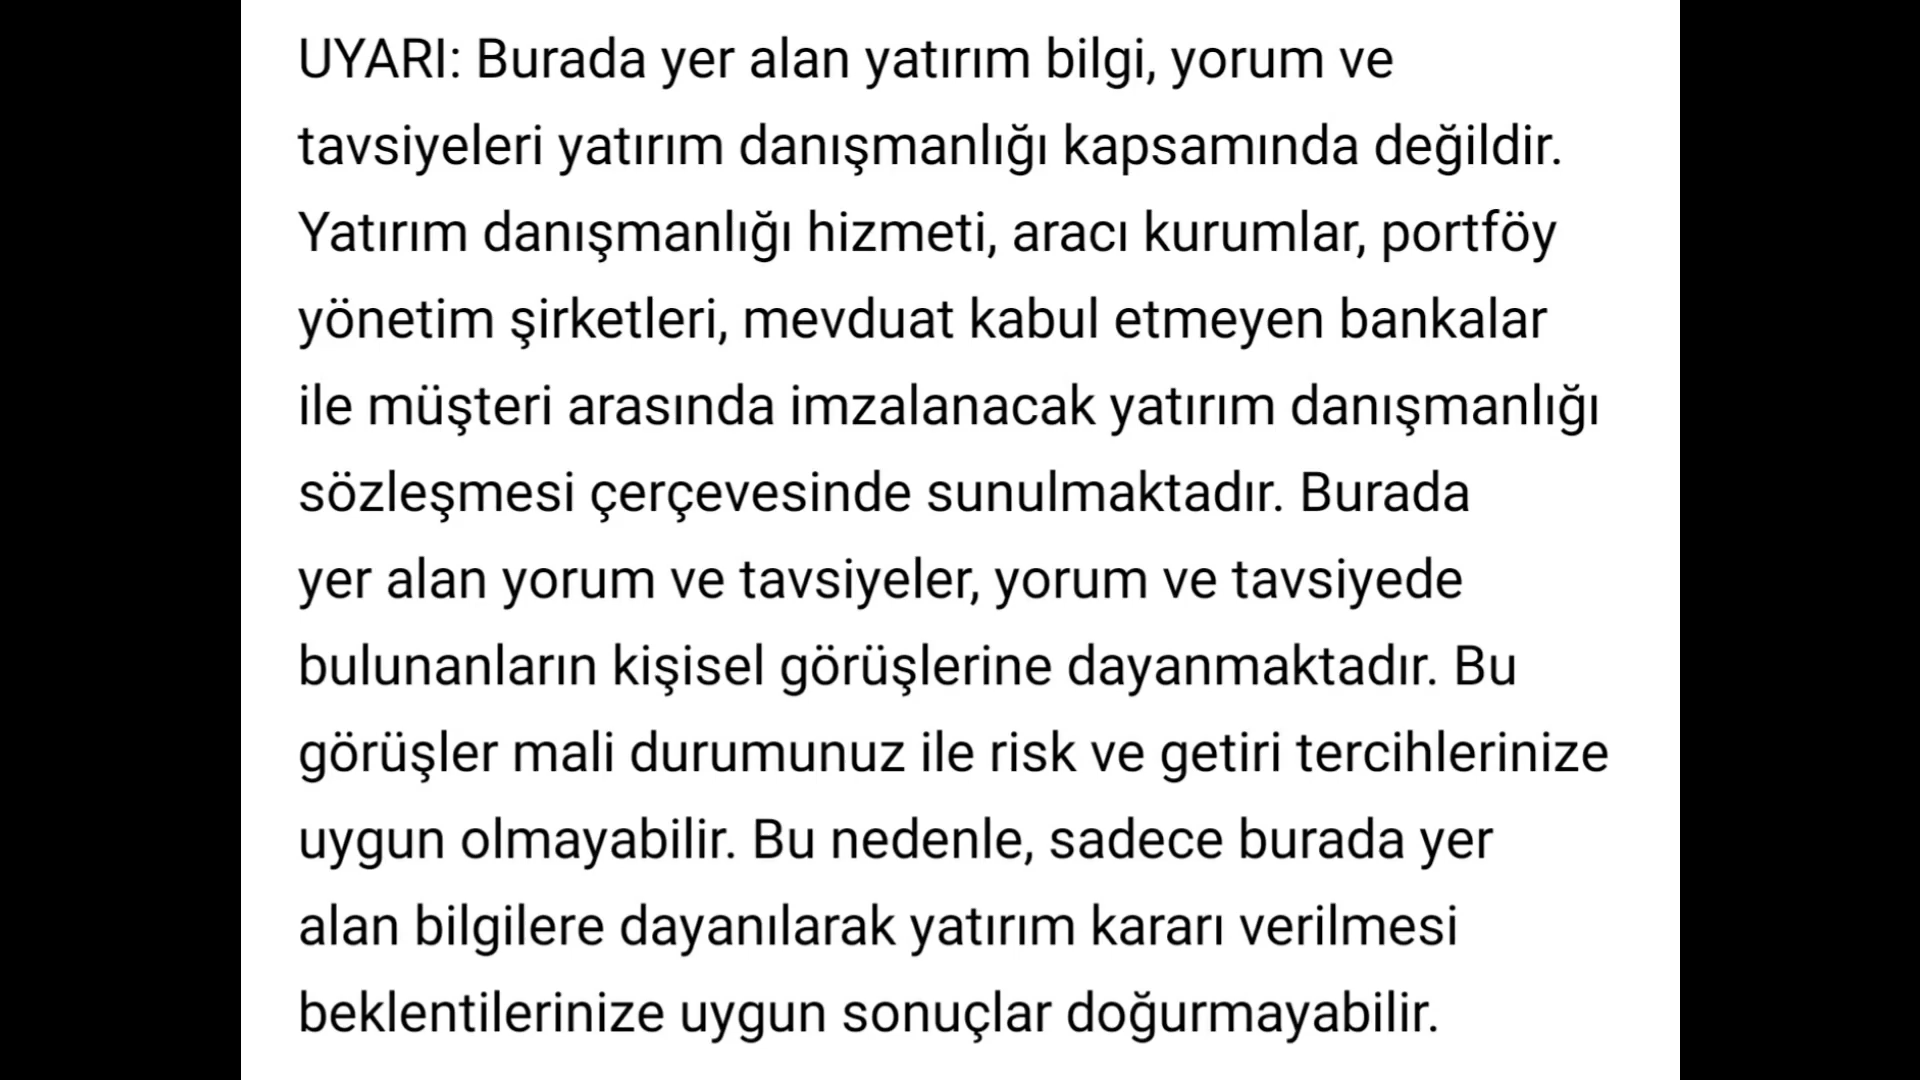 UYARI: Burada yer alan yatırım bilgi, yorum ve
tavsiyeleri yatırım danışmanlığı kapsamında değildir.
Yatırım danışmanlığı hizmeti, aracı kurumlar, portföy
yönetim şirketleri, mevduat kabul etmeyen bankalar
ile müşteri arasında imzalanacak yatırım danışmanlığı
sözleşmesi çerçevesinde sunulmaktadır. Burada
yer alan yorum ve tavsiyeler, yorum ve tavsiyede
bulunanların kişisel görüşlerine dayanmaktadır. Bu
görüşler mali durumunuz ile risk ve getiri tercihlerinize
uygun olmayabilir. Bu nedenle, sadece burada yer
alan bilgilere dayanılarak yatırım kararı verilmesi
beklentilerinize uygun sonuçlar doğurmayabilir.